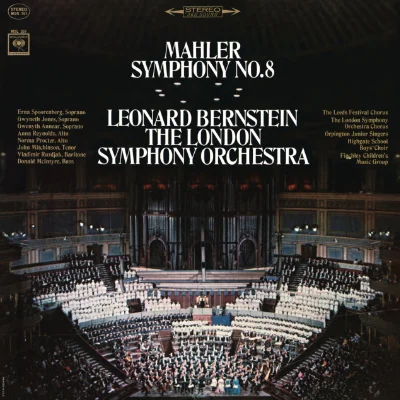 STEREO
MAHLER
SYMPHONY NO.8
LEONARD BERNSTEIN
THE LONDON
SYMPHONY ORCHESTRA
Erna Spoorenberg, Soprano
Gwyneth Jones, Soprano
Gwenyth Annear, Soprano
Anna Reynolds, Alto
Norma Procter, Alto
John Mitchinson, Tenor
Vladimir Ruzdjak, Baritone
Donald McIntyre, Bass
The Leeds Festival Chorus
The London Symphony
Orchestra Chorus
Orpington Junior Singers
Highgate School
Boys' Choir
Finchley Children's
Music Group